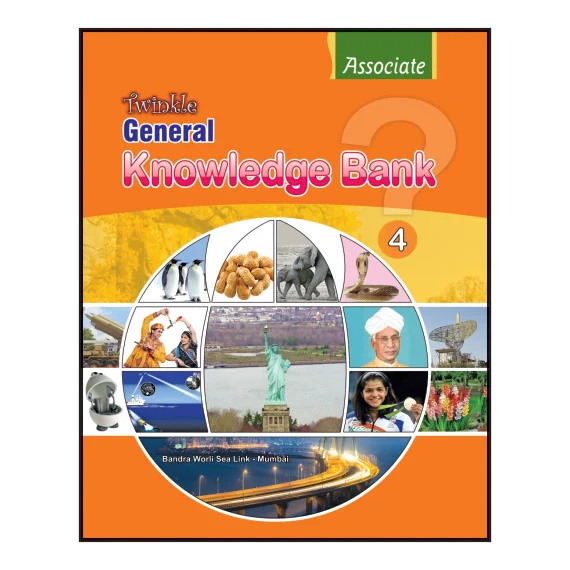 Associate
Twinkle
General
Knowledge Bank
?
4
Bandra Worli Sea Link - Mumbai